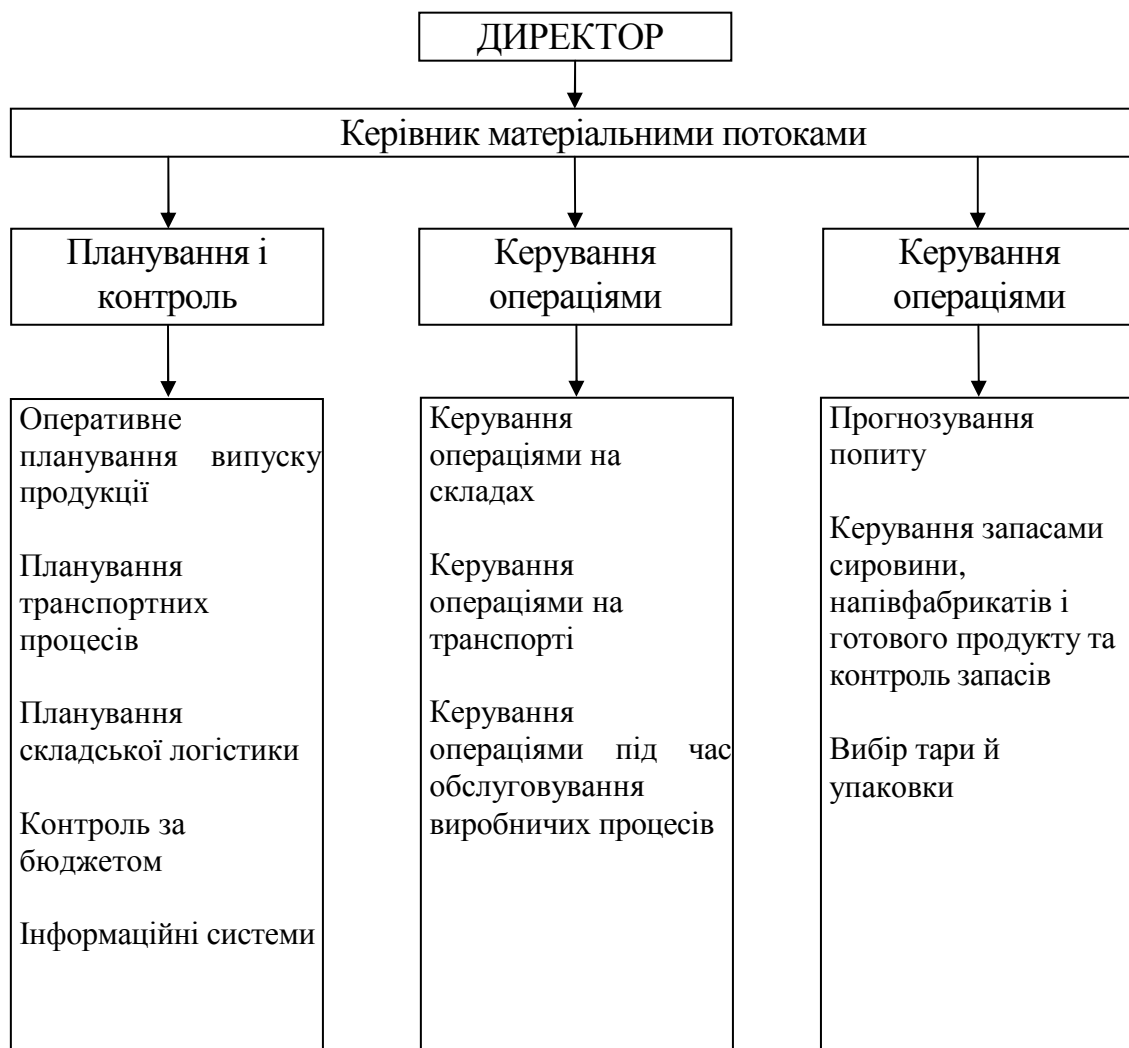 ДИРЕКТОР
Керівник матеріальними потоками
Планування і
контроль
Керування
операціями
Керування
операціями
Оперативне
планування випуску
продукції
Планування
транспортних
процесів
Планування
складської логістики
Контроль за
бюджетом
Інформаційні системи
Керування
операціями на
складах
Керування
операціями на
транспорті
Керування
операціями під час
обслуговування
виробничих процесів
Прогнозування
попиту
Керування запасами
сировини,
напівфабрикатів і
готового продукту та
контроль запасів
Вибір тари й
упаковки